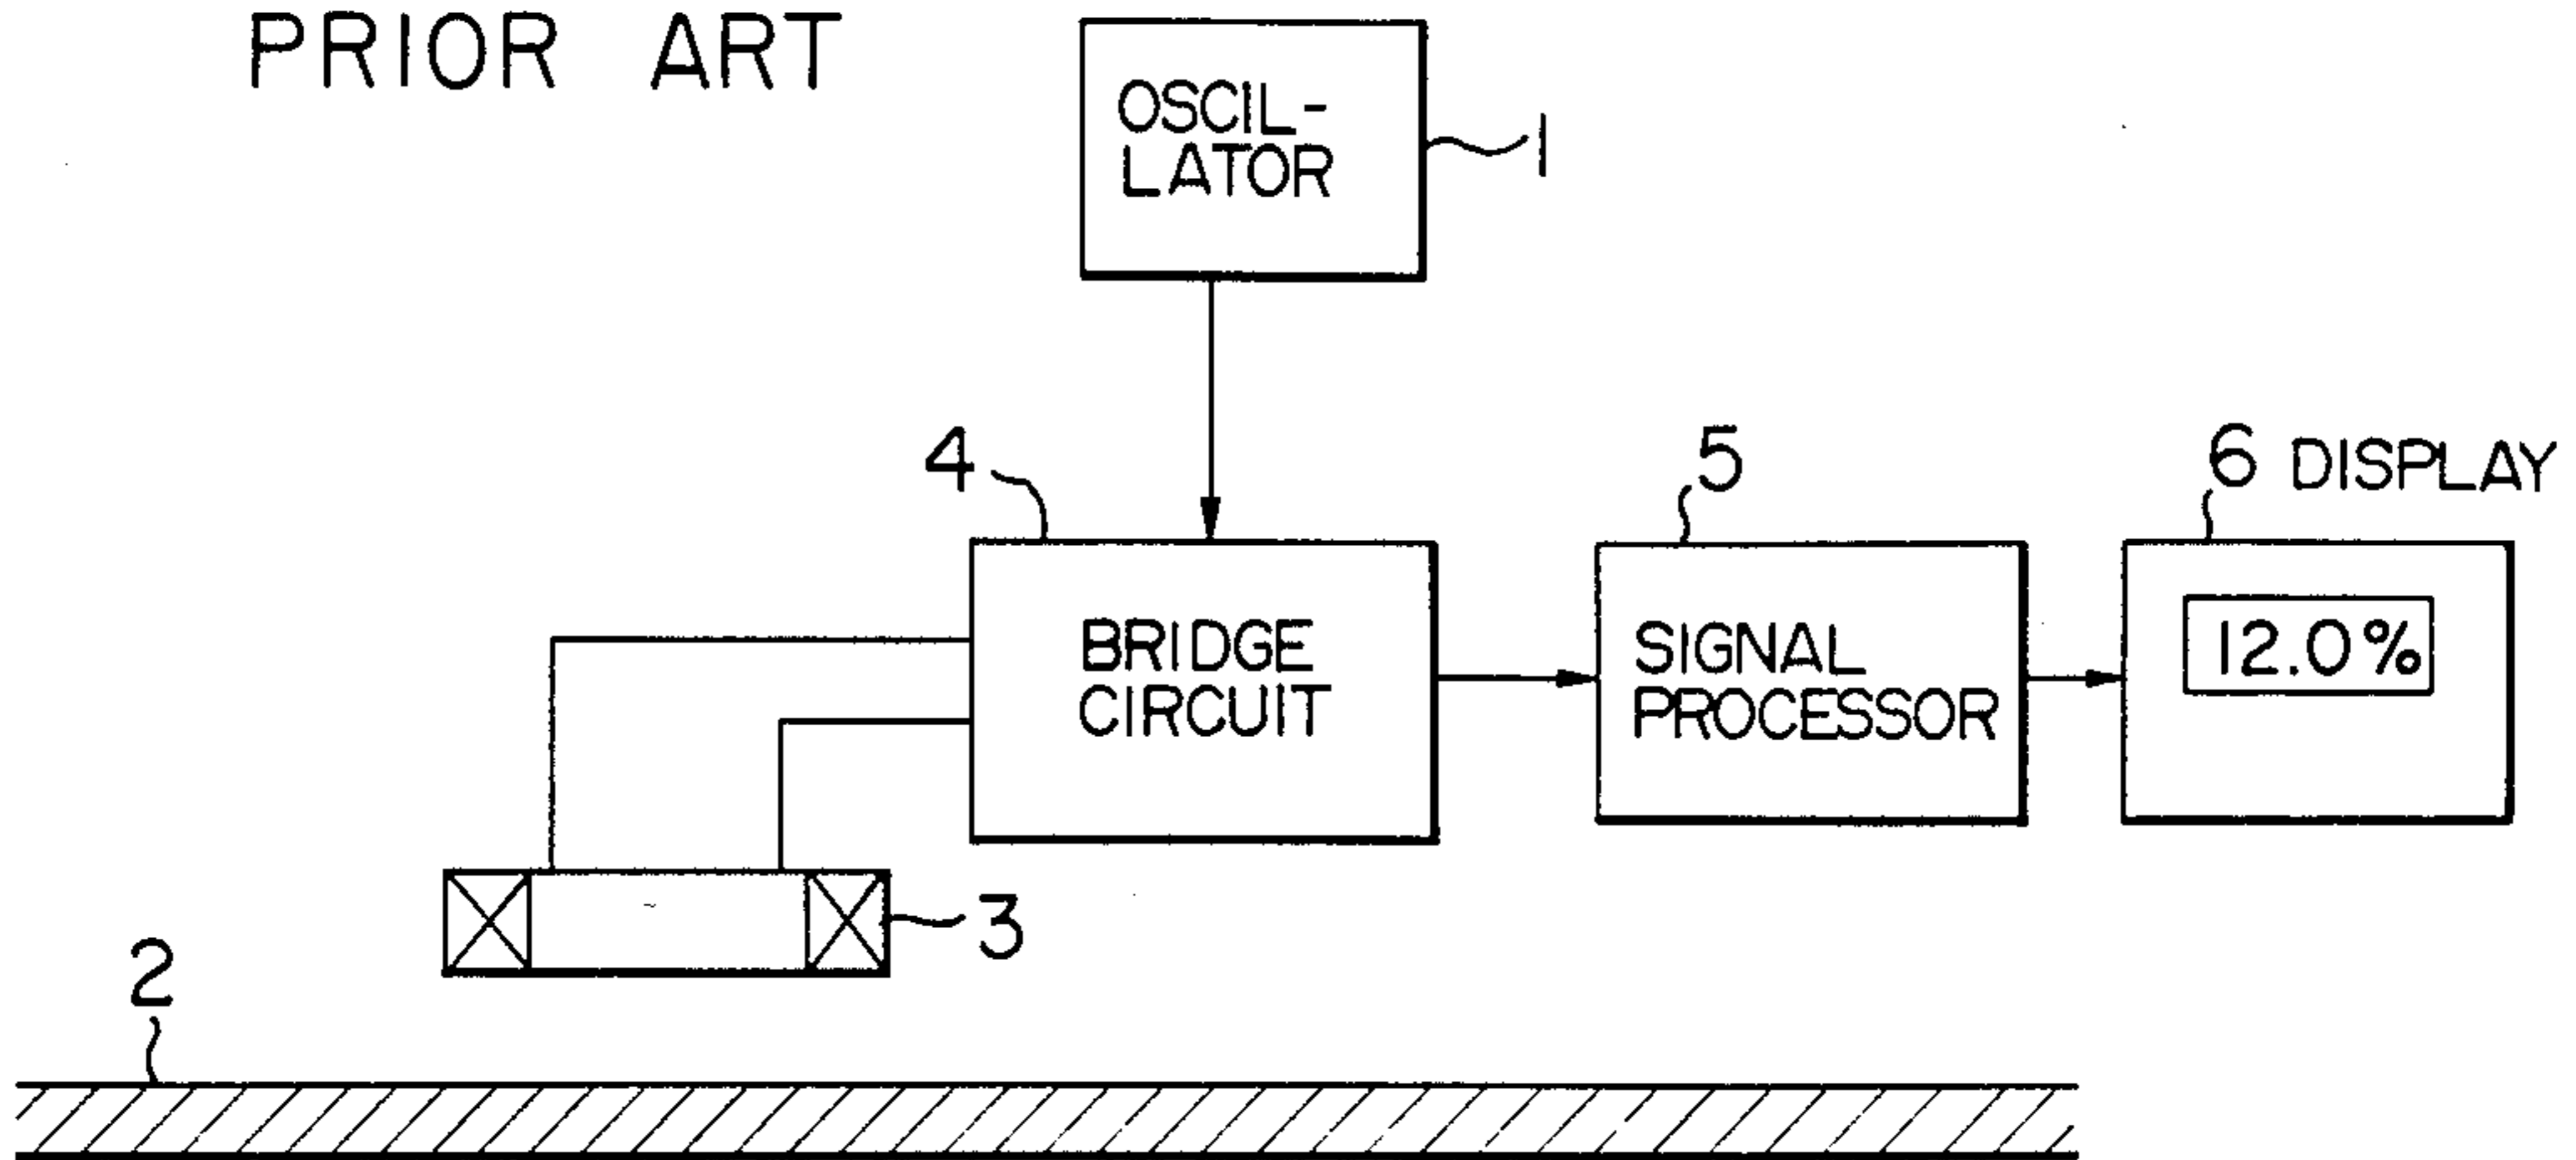 PRIOR ART
OSCIL-
LATOR
1
4
5
6 DISPLAY
BRIDGE
CIRCUIT
SIGNAL
PROCESSOR
12.0%
3
2